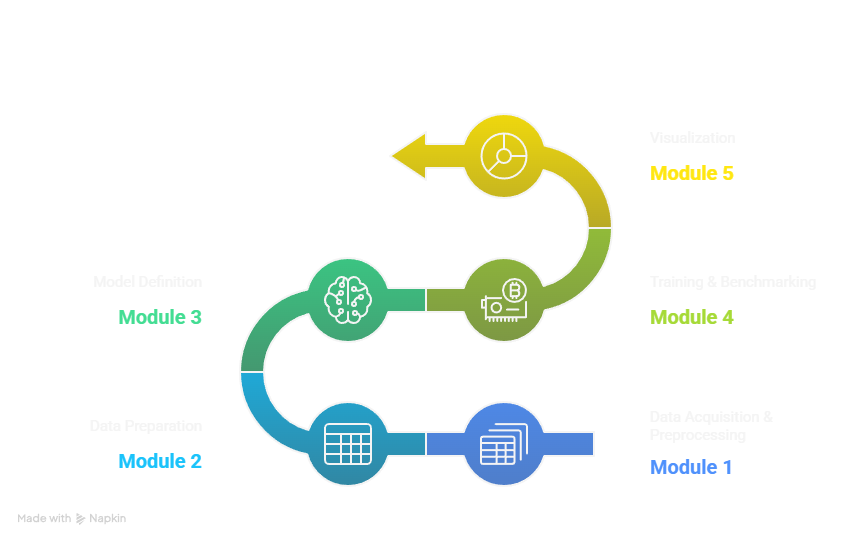 Visualization
Module 5
Model Definition
Module 3
Training & Benchmarking
Module 4
Data Preparation
Module 2
Data Acquisition &
Preprocessing
Module 1
Made with Napkin